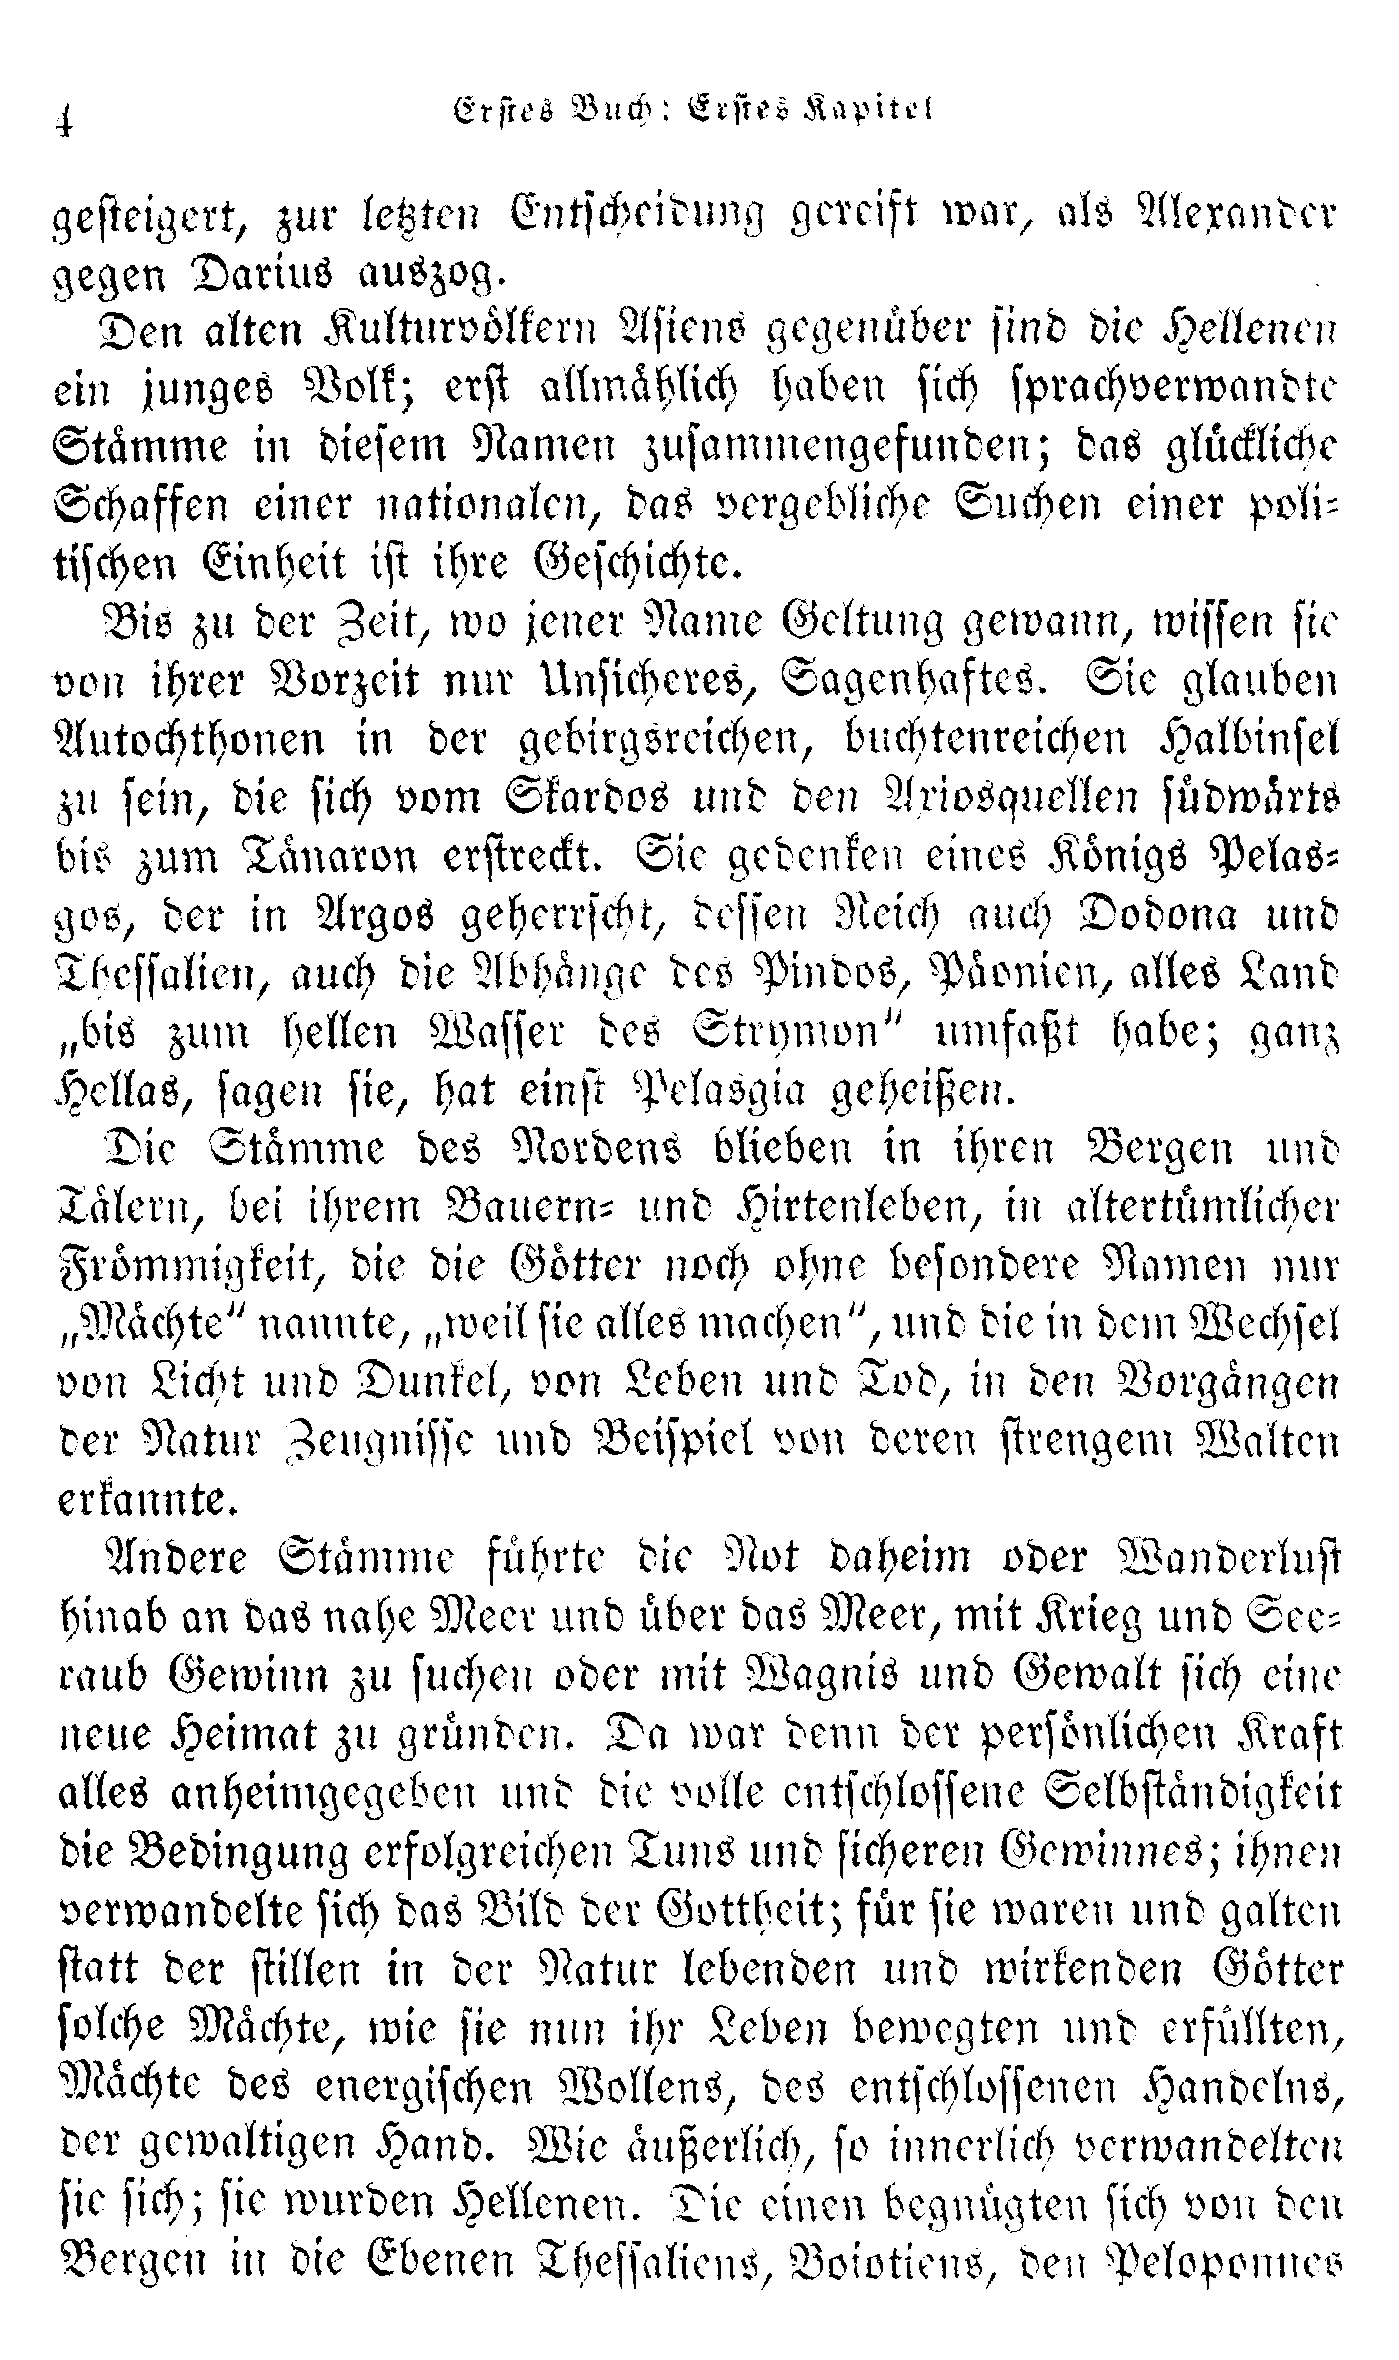 4
Erstes Buch: Erstes Kapitel
gesteigert, zur letzten Entscheidung gereift war, als Alexander
gegen Darius auszog.
Den alten Kulturvölkern Asiens gegenüber sind die Hellenen
ein junges Volk; erst allmählich haben sich sprachverwandte
Stämme in diesem Namen zusammengefunden; das glückliche
Schaffen einer nationalen, das vergebliche Suchen einer poli-
tischen Einheit ist ihre Geschichte.
Bis zu der Zeit, wo jener Name Geltung gewann, wissen sie
von ihrer Vorzeit nur Unsicheres, Sagenhaftes. Sie glauben
Autochthonen in der gebirgsreichen, buchtenreichen Halbinsel
zu sein, die sich vom Skardos und den Axiosquellen südwärts
bis zum Tänaron erstreckt. Sie gedenken eines Königs Pelas-
gos, der in Argos geherrscht, dessen Reich auch Dodona und
Thessalien, auch die Abhänge des Pindos, Päonien, alles Land
„bis zum hellen Wasser des Strymon“ umfaßt habe; ganz
Hellas, sagen sie, hat einst Pelasgia geheißen.
Die Stämme des Nordens blieben in ihren Bergen und
Tälern, bei ihrem Bauern- und Hirtenleben, in altertümlicher
Frömmigkeit, die die Götter noch ohne besondere Namen nur
„Mächte“ nannte, „weil sie alles machen“, und die in dem Wechsel
von Licht und Dunkel, von Leben und Tod, in den Vorgängen
der Natur Zeugnisse und Beispiel von deren strengem Walten
erkannte.
Andere Stämme führte die Not daheim oder Wanderlust
hinab an das nahe Meer und über das Meer, mit Krieg und See-
raub Gewinn zu suchen oder mit Wagnis und Gewalt sich eine
neue Heimat zu gründen. Da war denn der persönlichen Kraft
alles anheimgegeben und die volle entschlossene Selbständigkeit
die Bedingung erfolgreichen Tuns und sicheren Gewinnes; ihnen
verwandelte sich das Bild der Gottheit; für sie waren und galten
statt der stillen in der Natur lebenden und wirkenden Götter
solche Mächte, wie sie nun ihr Leben bewegten und erfüllten,
Mächte des energischen Wollens, des entschlossenen Handelns,
der gewaltigen Hand. Wie äußerlich, so innerlich verwandelten
sie sich; sie wurden Hellenen. Die einen begnügten sich von den
Bergen in die Ebenen Thessaliens, Boiotiens, den Peloponnes